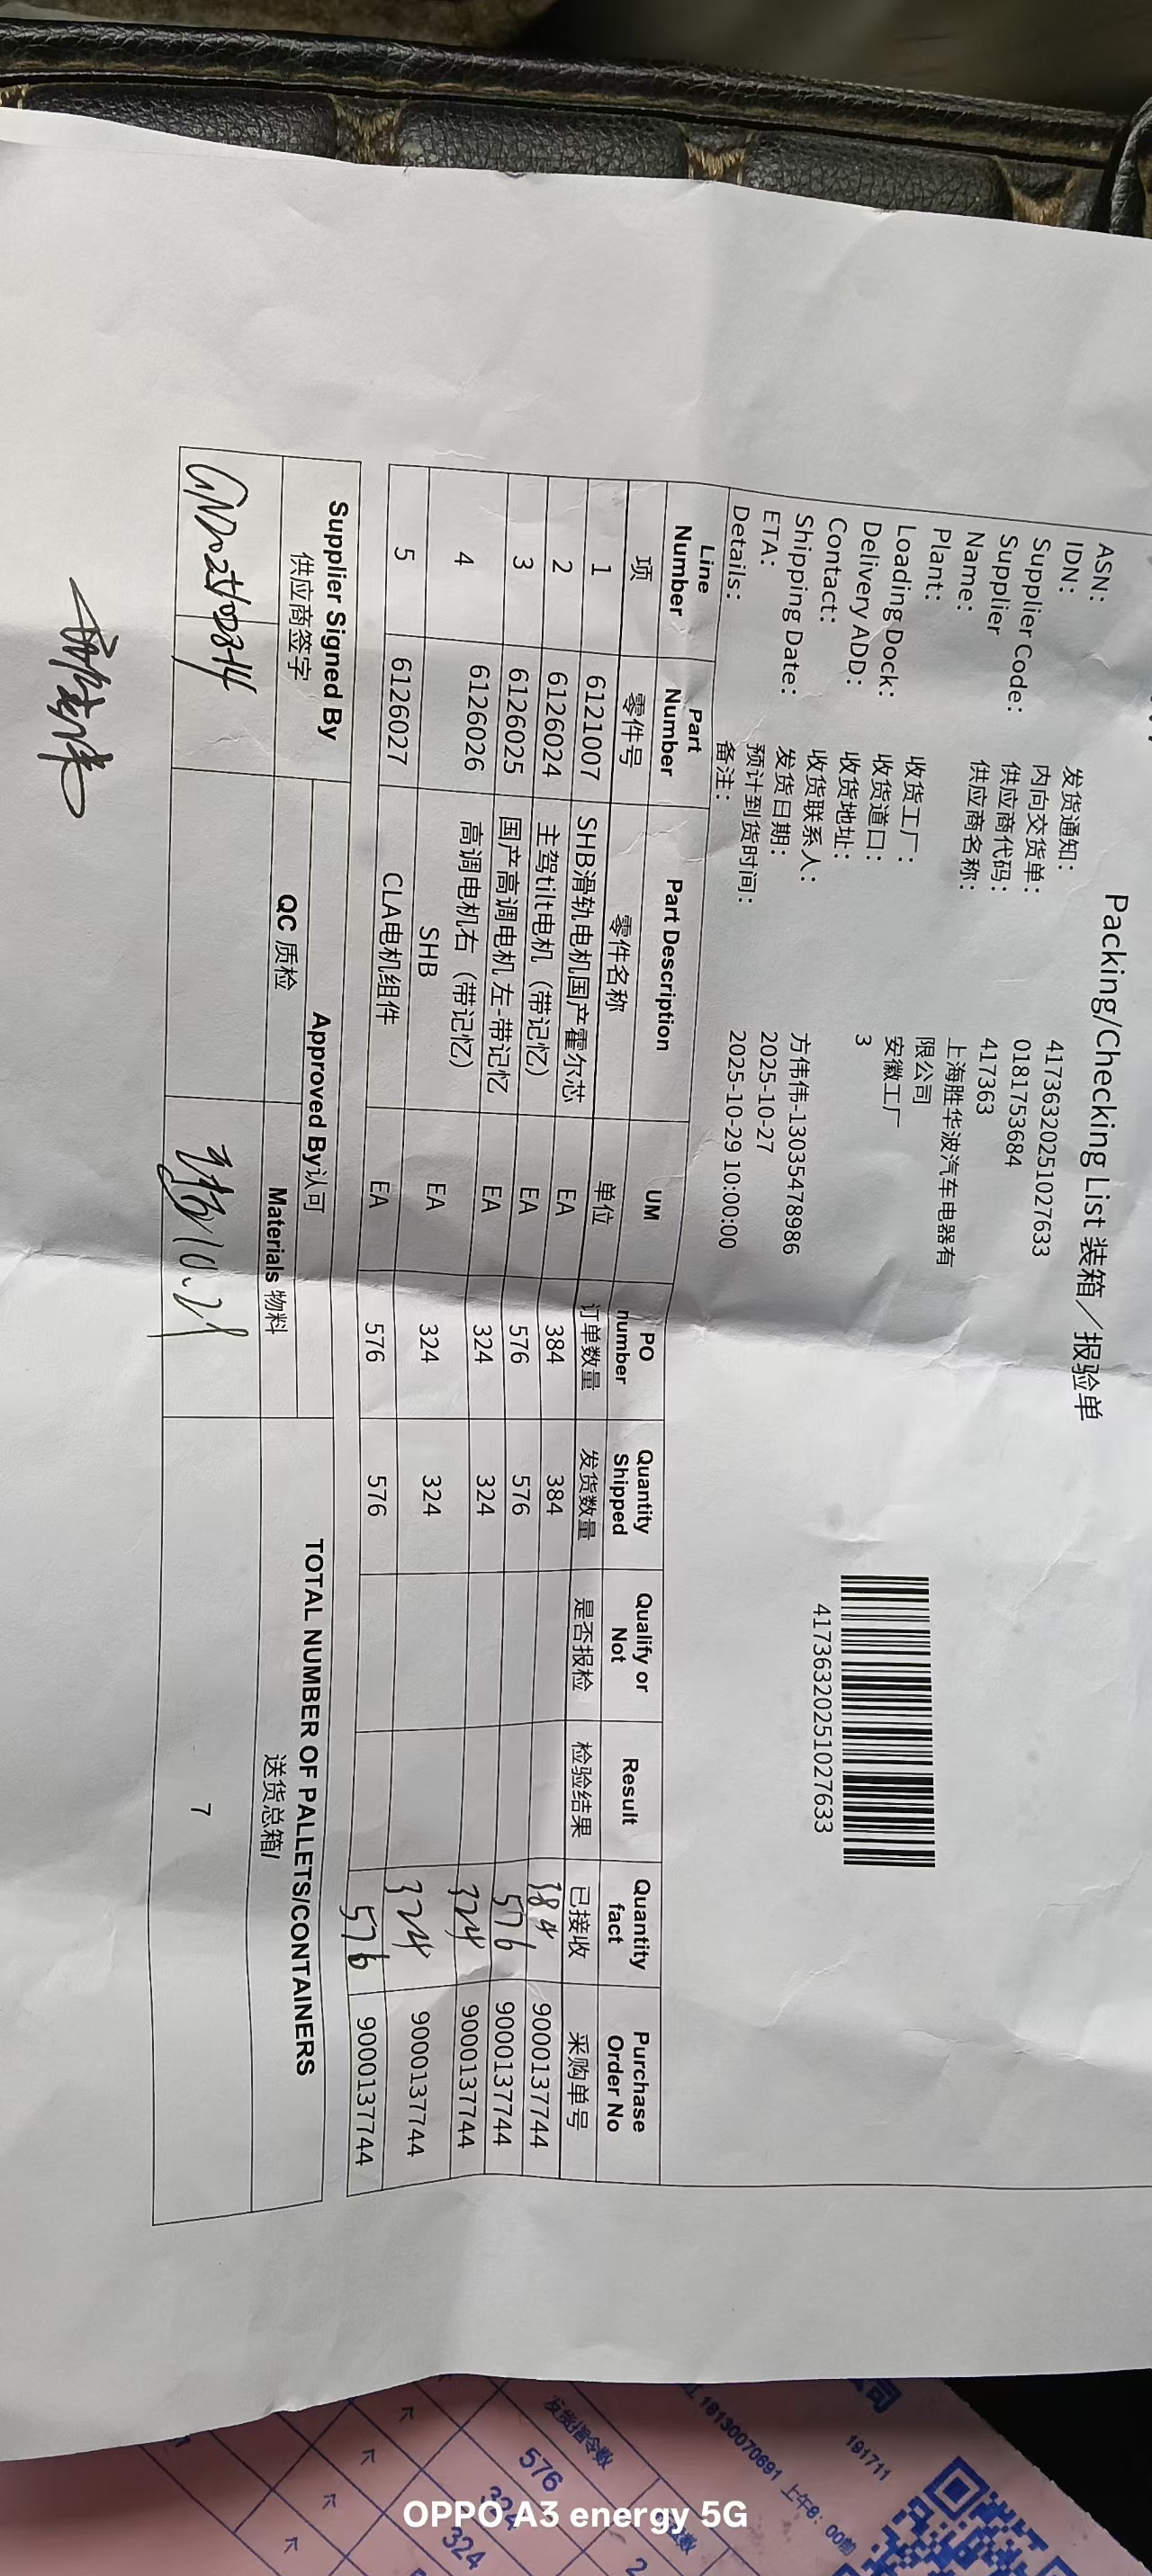 Packing/Checking List 装箱／报验单
ASN: 发货通知: 41736320251027633
IDN: 内向交货单: 0181753684
Supplier Code: 供应商代码: 417363
Supplier Name: 供应商名称: 上海胜华波汽车电器有限公司
Plant: 收货工厂: 安徽工厂
Loading Dock: 收货道口: 3
Delivery ADD: 收货地址:
Contact: 收货联系人: 方伟伟-13035478986
Shipping Date: 发货日期: 2025-10-27
ETA: 预计到货时间: 2025-10-29 10:00:00
Details: 备注:
41736320251027633
Line Number Part Number Part Description UM PO number Quantity Shipped Qualify or Not Result Quantity fact Purchase Order No
项 零件号 零件名称 单位 订单数量 发货数量 是否报检 检验结果 已接收 采购单号
1 6121007 SHB滑轨电机国产霍尔芯 EA 384 384 384 9000137744
2 6126024 主驾tilt电机（带记忆） EA 576 576 576 9000137744
3 6126025 国产高调电机 左-带记忆 EA 324 324 324 9000137744
4 6126026 高调电机右（带记忆）SHB EA 324 324 324 9000137744
5 6126027 CLA电机组件 EA 576 576 576 9000137744
Supplier Signed By 供应商签字 Approved By认可 TOTAL NUMBER OF PALLETS/CONTAINERS
QC 质检 Materials 物料 送货总箱/
7
191711
18130070691 上午8：00前
发货指令数
576
324
324
2
OPPO A3 energy 5G